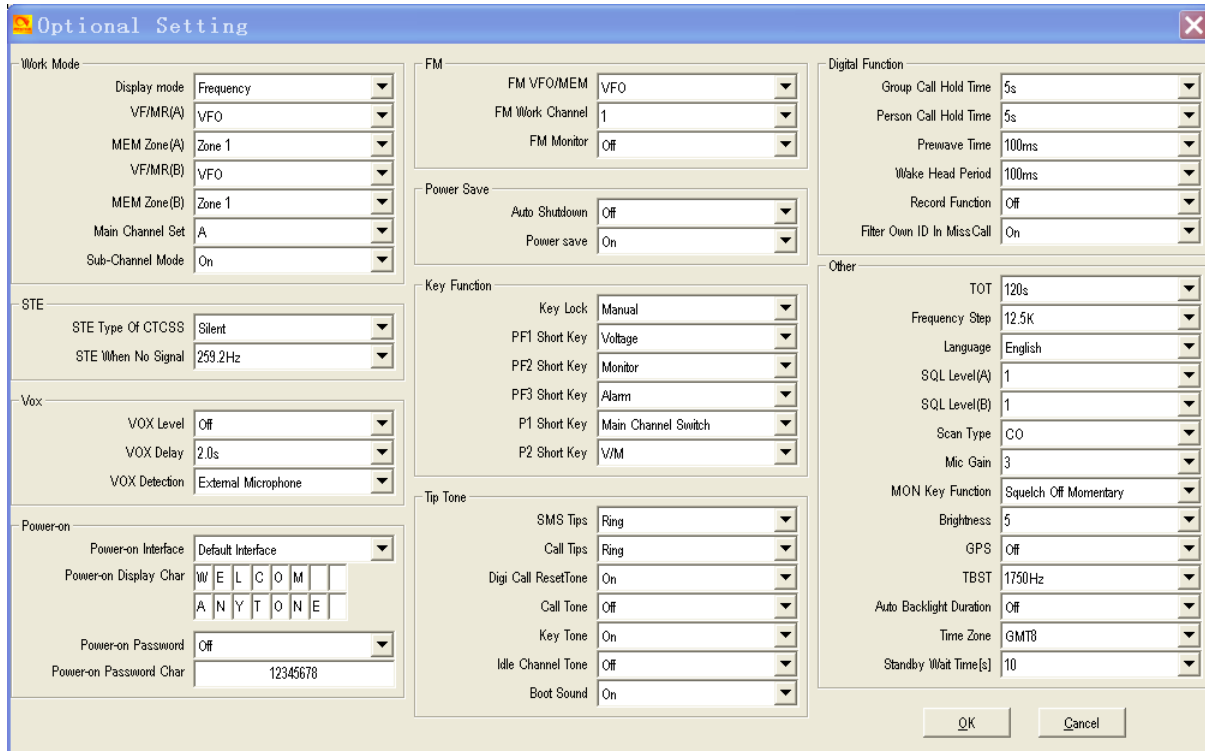 Optional Setting
Work Mode
Display mode Frequency
VF/MR(A) VFO
MEM Zone(A) Zone 1
VF/MR(B) VFO
MEM Zone(B) Zone 1
Main Channel Set A
Sub-Channel Mode On
STE
STE Type Of CTCSS Silent
STE When No Signal 259.2Hz
Vox
VOX Level Off
VOX Delay 2.0s
VOX Detection External Microphone
Power-on
Power-on Interface Default Interface
Power-on Display Char W E L C O M
A N Y T O N E
Power-on Password Off
Power-on Password Char 12345678
FM
FM VFO/MEM VFO
FM Work Channel 1
FM Monitor Off
Power Save
Auto Shutdown Off
Power save On
Key Function
Key Lock Manual
PF1 Short Key Voltage
PF2 Short Key Monitor
PF3 Short Key Alarm
P1 Short Key Main Channel Switch
P2 Short Key V/M
Tip Tone
SMS Tips Ring
Call Tips Ring
Digi Call ResetTone On
Call Tone Off
Key Tone On
Idle Channel Tone Off
Boot Sound On
Digital Function
Group Call Hold Time 5s
Person Call Hold Time 5s
Prewave Time 100ms
Wake Head Period 100ms
Record Function Off
Filter Own ID In MissCall On
Other
TOT 120s
Frequency Step 12.5K
Language English
SQL Level(A) 1
SQL Level(B) 1
Scan Type CO
Mic Gain 3
MON Key Function Squelch Off Momentary
Brightness 5
GPS Off
TBST 1750Hz
Auto Backlight Duration Off
Time Zone GMT8
Standby Wait Time[s] 10
OK Cancel